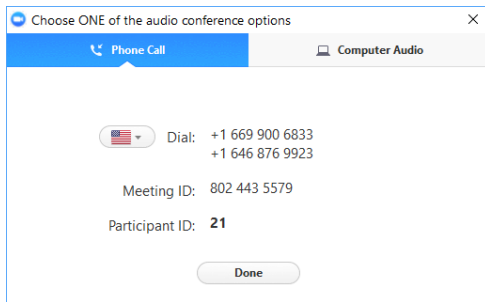 Choose ONE of the audio conference options
Phone Call
Computer Audio
Dial: +1 669 900 6833
+1 646 876 9923
Meeting ID: 802 443 5579
Participant ID: 21
Done